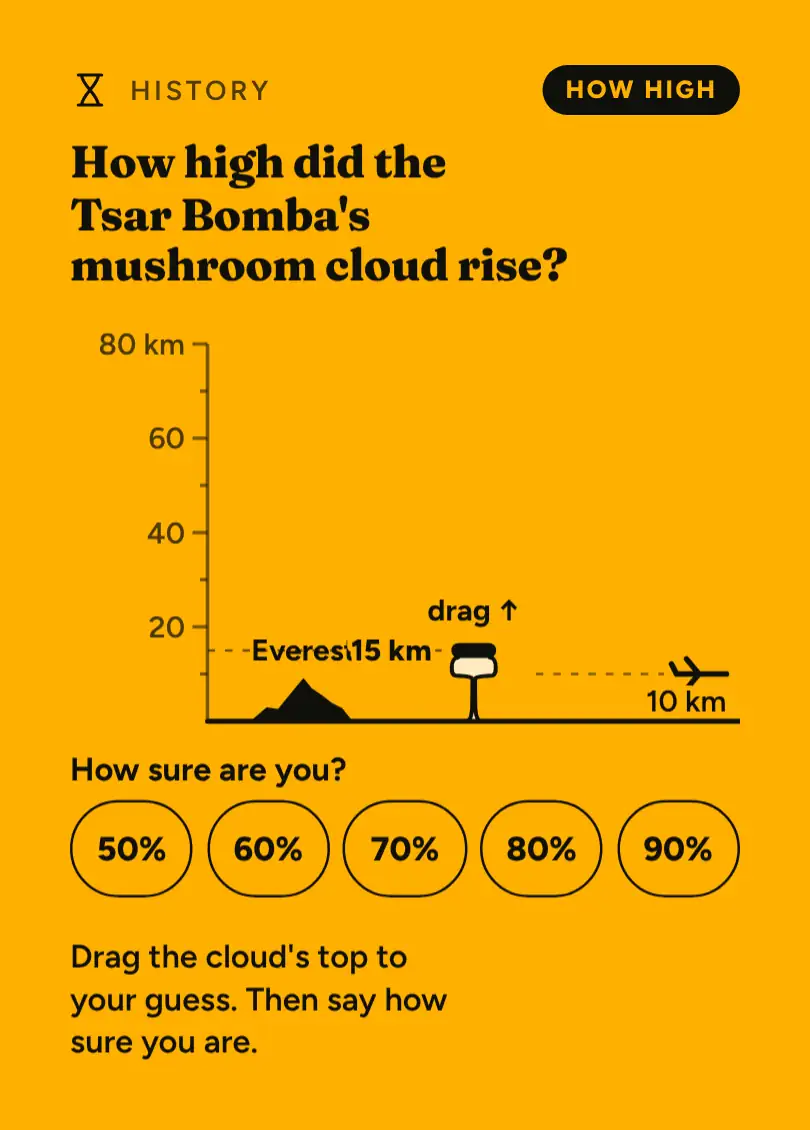 HISTORY
HOW HIGH
How high did the
Tsar Bomba's
mushroom cloud rise?
80 km
60
40
drag ↑
20
Everest
15 km
10 km
How sure are you?
50% 60% 70% 80% 90%
Drag the cloud's top to
your guess. Then say how
sure you are.